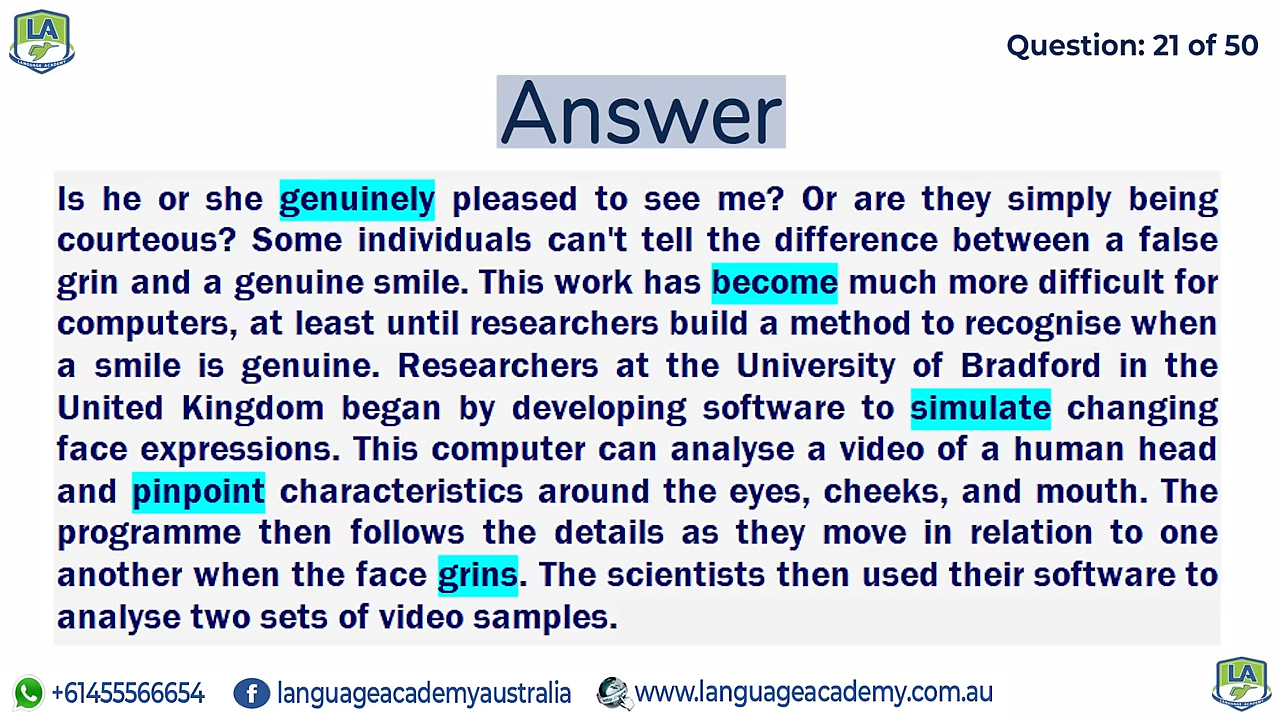 LA
LANGUAGE ACADEMY
Question: 21 of 50
Answer
Is he or she genuinely pleased to see me? Or are they simply being
courteous? Some individuals can't tell the difference between a false
grin and a genuine smile. This work has become much more difficult for
computers, at least until researchers build a method to recognise when
a smile is genuine. Researchers at the University of Bradford in the
United Kingdom began by developing software to simulate changing
face expressions. This computer can analyse a video of a human head
and pinpoint characteristics around the eyes, cheeks, and mouth. The
programme then follows the details as they move in relation to one
another when the face grins. The scientists then used their software to
analyse two sets of video samples.
+61455566654 languageacademyaustralia www.languageacademy.com.au
LA
LANGUAGE ACADEMY